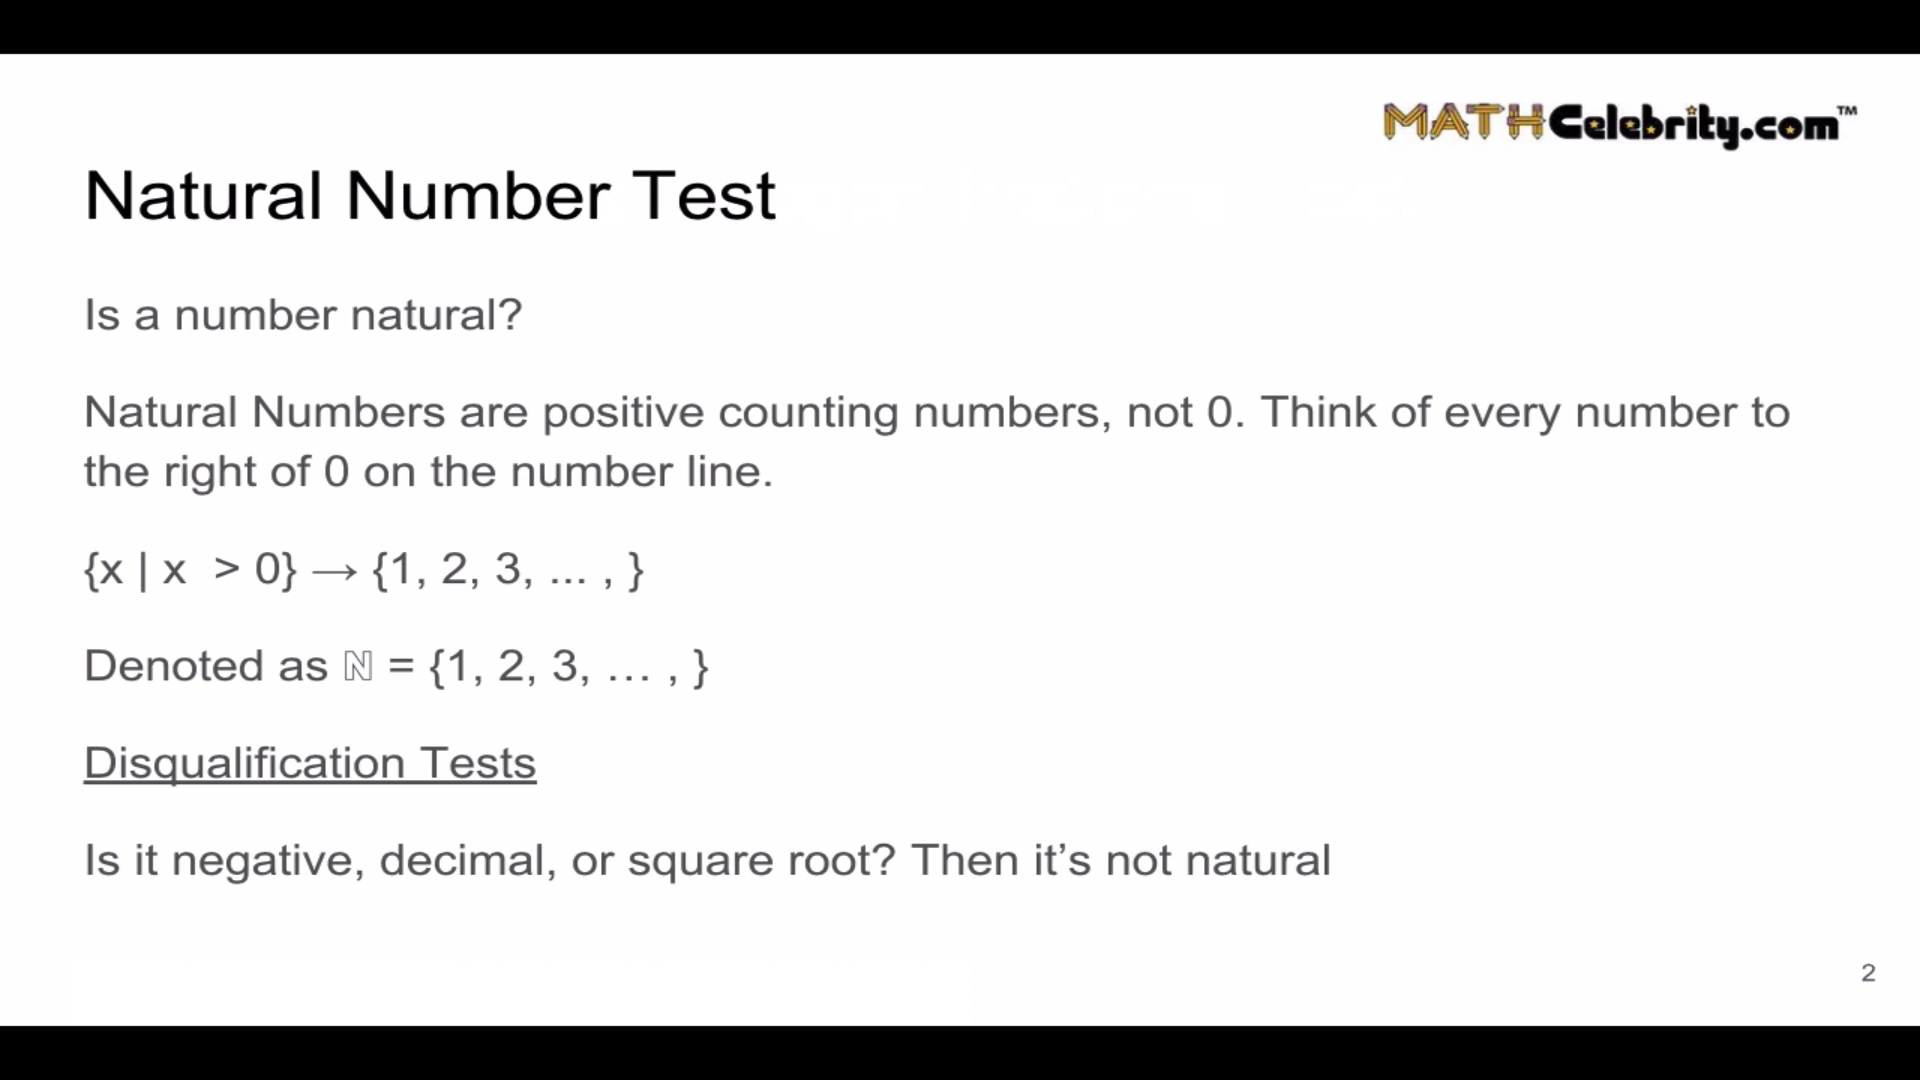 MATHCelebrity.com™
Natural Number Test
Is a number natural?
Natural Numbers are positive counting numbers, not 0. Think of every number to
the right of 0 on the number line.
{x | x  > 0} → {1, 2, 3, ... , }
Denoted as ℕ = {1, 2, 3, … , }
Disqualification Tests
Is it negative, decimal, or square root? Then it’s not natural
2